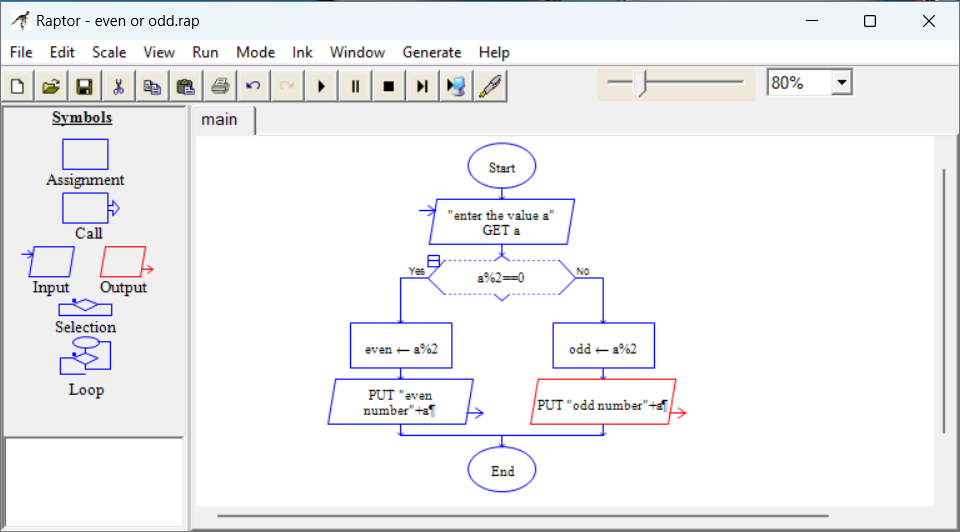 Raptor - even or odd.rap
File Edit Scale View Run Mode Ink Window Generate Help
80%
Symbols
Assignment
Call
Input Output
Selection
Loop
main
Start
"enter the value a"
GET a
Yes
a%2==0
No
even ← a%2
odd ← a%2
PUT "even
number"+a¶
PUT "odd number"+a¶
End